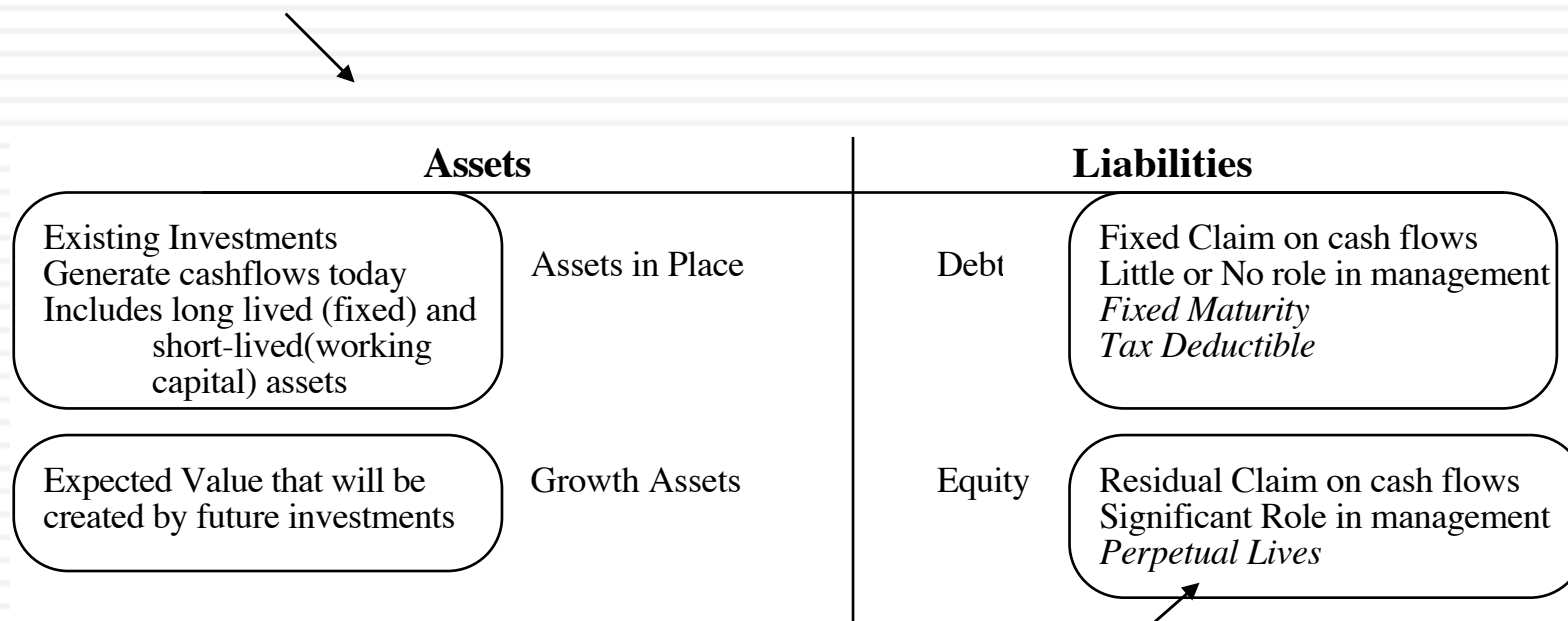 Assets
Liabilities
Existing Investments
Generate cashflows today
Includes long lived (fixed) and
short-lived(working
capital) assets
Assets in Place
Debt
Fixed Claim on cash flows
Little or No role in management
Fixed Maturity
Tax Deductible
Expected Value that will be
created by future investments
Growth Assets
Equity
Residual Claim on cash flows
Significant Role in management
Perpetual Lives